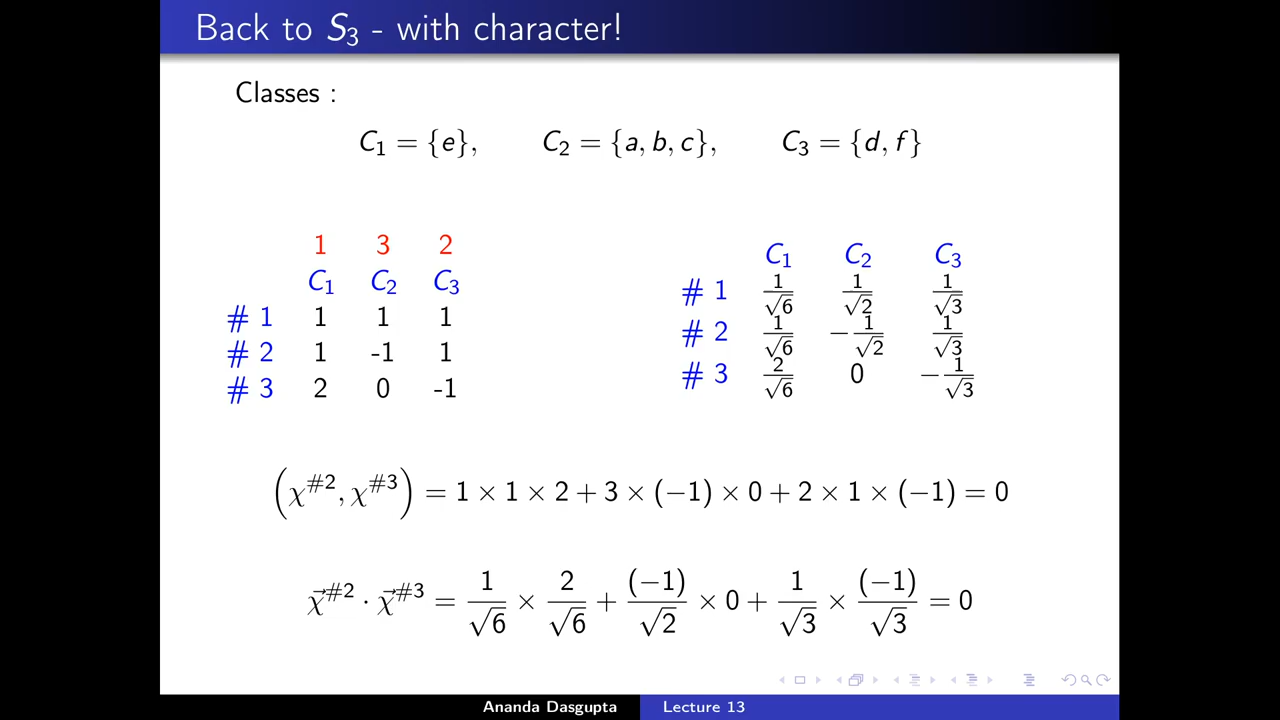 Back to S₃ - with character!
Classes :
C₁ = {e}, C₂ = {a, b, c}, C₃ = {d, f}
1 3 2
C₁ C₂ C₃
# 1 1 1 1
# 2 1 -1 1
# 3 2 0 -1
C₁ C₂ C₃
# 1 1/√6 1/√2 1/√3
# 2 1/√6 −1/√2 1/√3
# 3 2/√6 0 −1/√3
(χ^#2, χ^#3) = 1 × 1 × 2 + 3 × (−1) × 0 + 2 × 1 × (−1) = 0
χ⃗^#2 · χ⃗^#3 = 1/√6 × 2/√6 + (−1)/√2 × 0 + 1/√3 × (−1)/√3 = 0
Ananda Dasgupta Lecture 13